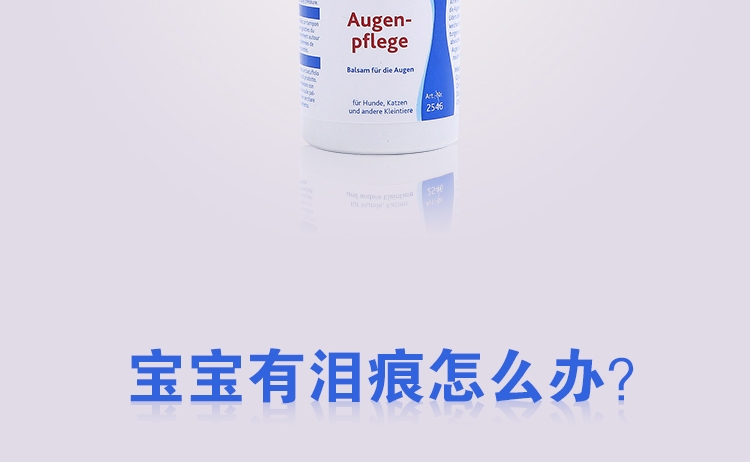 Augen-
pflege
Balsam für die Augen
für Hunde, Katzen
und andere Kleintiere
Art.-Nr.
2546
宝宝有泪痕怎么办?